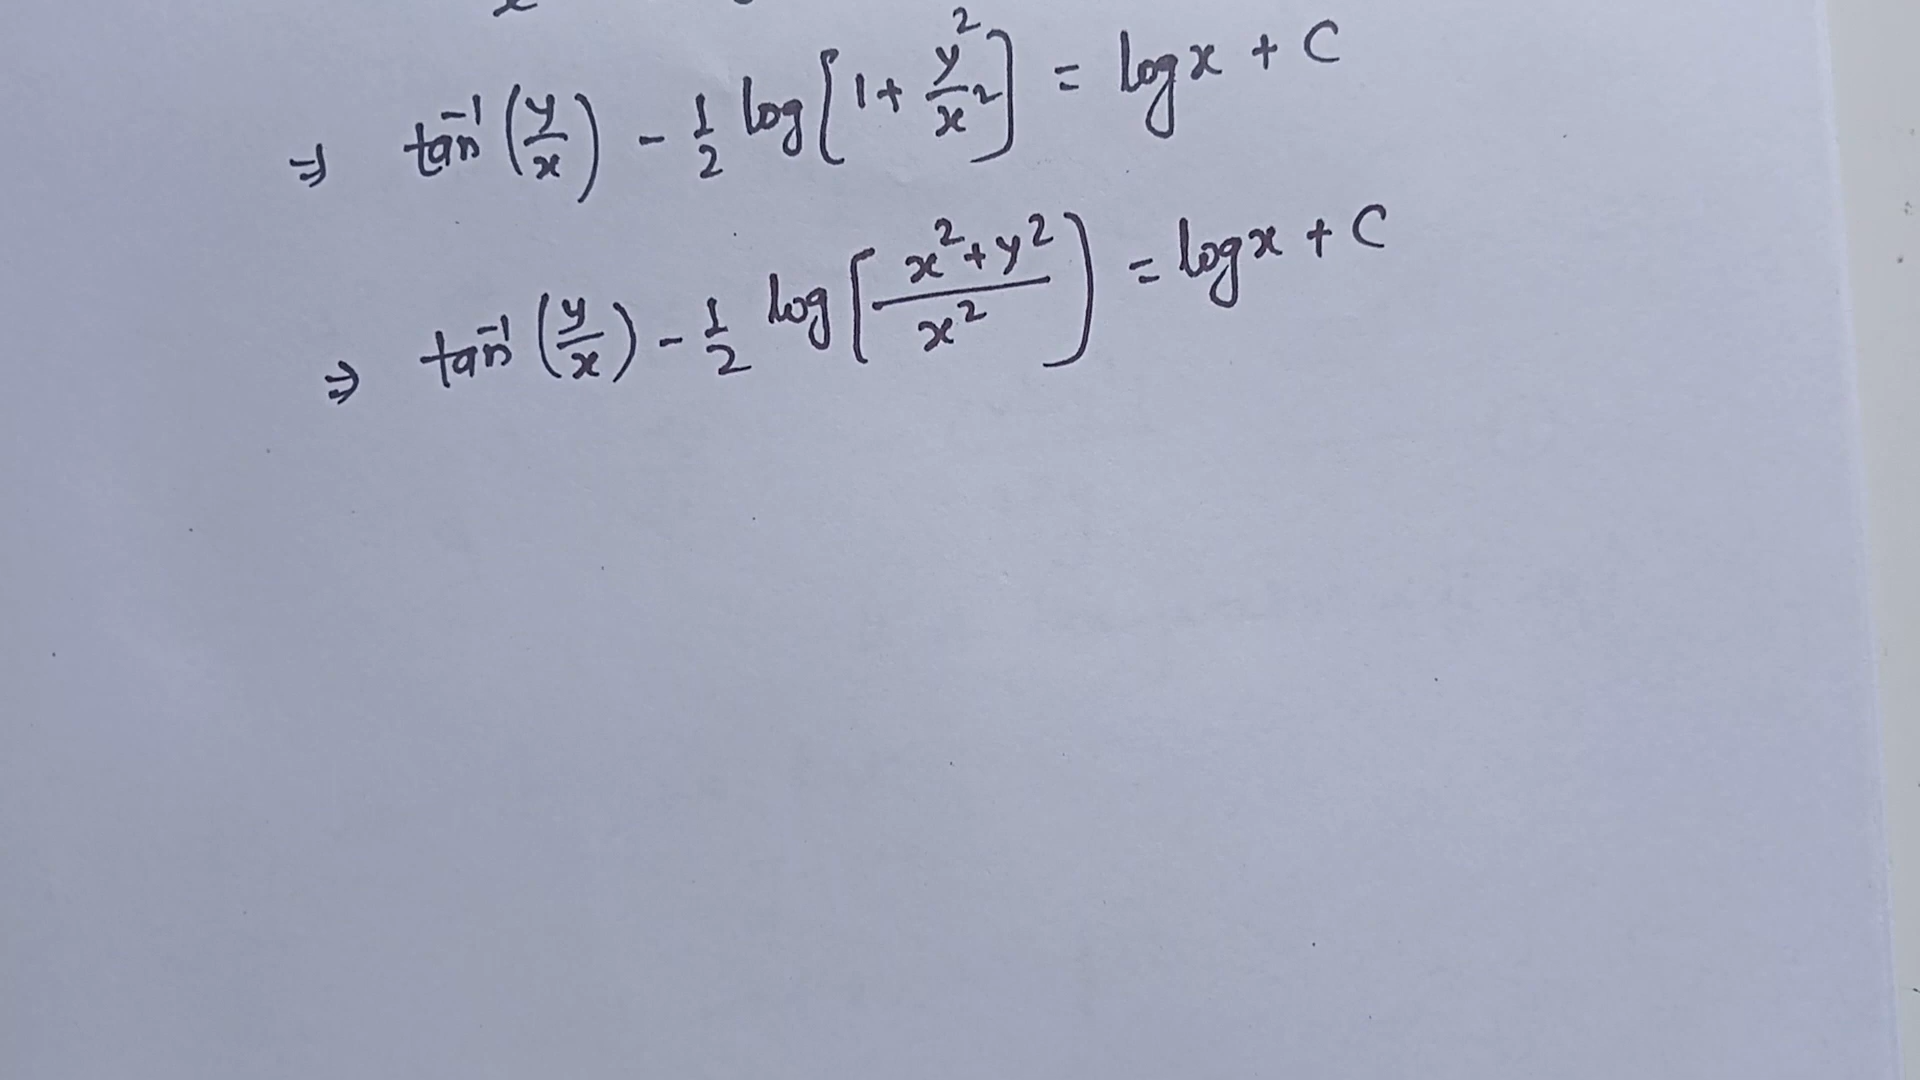 ⇒ tan⁻¹(y/x) - 1/2 log[1 + y²/x²] = log x + C
⇒ tan⁻¹(y/x) - 1/2 log[(x²+y²)/x²] = log x + C